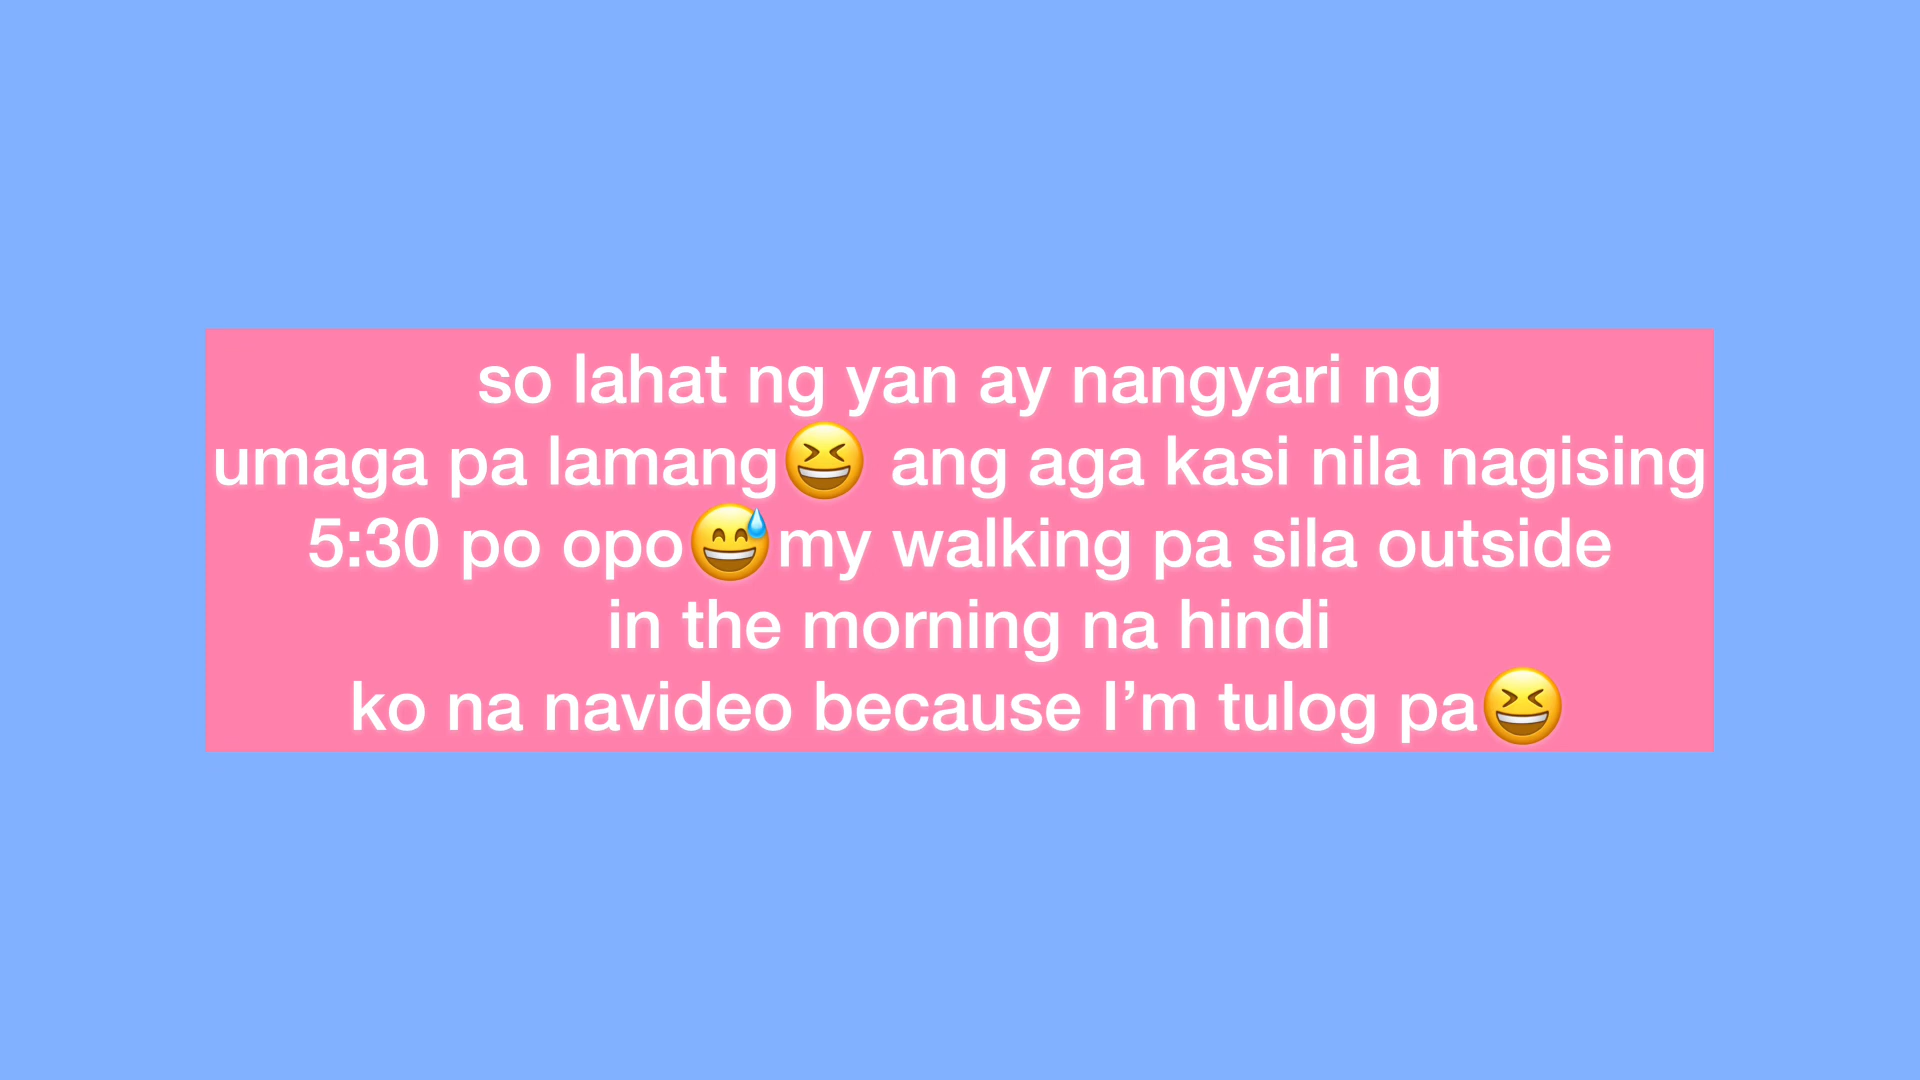 so lahat ng yan ay nangyari ng
umaga pa lamang😆 ang aga kasi nila nagising
5:30 po opo😅my walking pa sila outside
in the morning na hindi
ko na navideo because I’m tulog pa😆